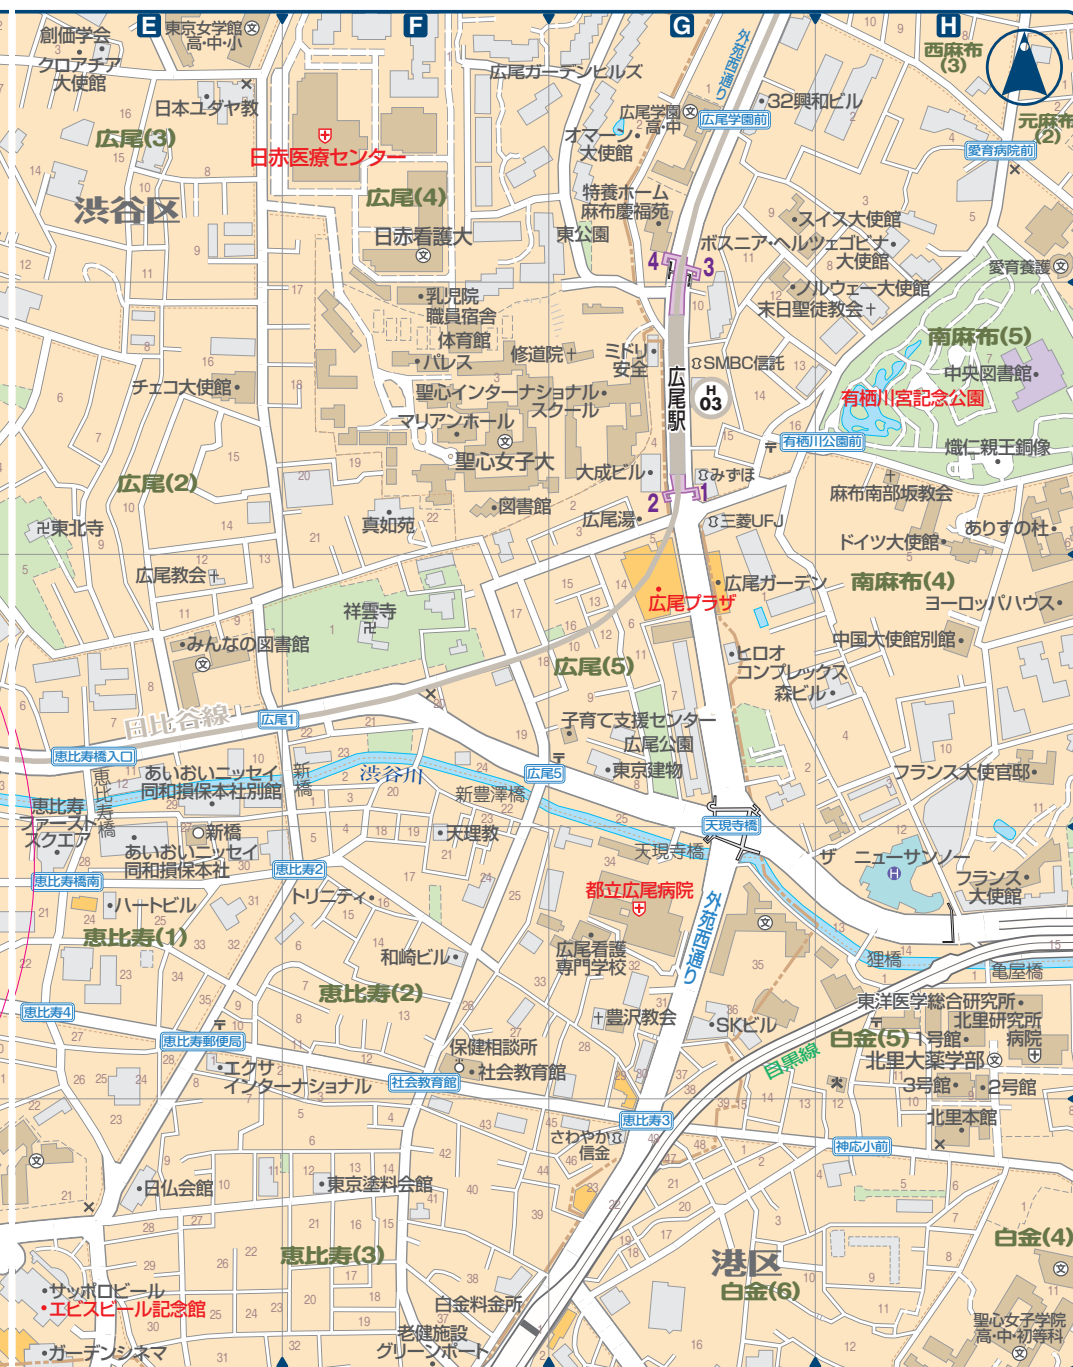 E
F
G
H
創価学会
クロアチア
大使館
東京女学館
高・中・小
日本ユダヤ教
広尾(3)
渋谷区
日赤医療センター
広尾(4)
日赤看護大
広尾ガーデンヒルズ
外苑西通り
広尾学園
高・中
広尾学園前
オマーン
大使館
32興和ビル
西麻布
(3)
元麻布
(2)
愛育病院前
特養ホーム
麻布慶福苑
東公園
スイス大使館
ボスニア・ヘルツェゴビナ
大使館
愛育養護
4
3
ノルウェー大使館
末日聖徒教会
乳児院
職員宿舎
体育館
パレス
修道院
ミドリ
安全
SMBC信託
南麻布(5)
中央図書館
有栖川宮記念公園
チェコ大使館
聖心インターナショナル
スクール
マリアンホール
聖心女子大
広尾駅
H
03
有栖川公園前
熾仁親王銅像
広尾(2)
大成ビル
みずほ
2
1
麻布南部坂教会
東北寺
真如苑
図書館
広尾湯
三菱UFJ
ありすの杜
ドイツ大使館
広尾教会
祥雲寺
広尾プラザ
広尾ガーデン
南麻布(4)
ヨーロッパハウス
みんなの図書館
広尾(5)
中国大使館別館
ヒロオ
コンプレックス
森ビル
日比谷線
広尾1
恵比寿橋入口
子育て支援センター
広尾公園
広尾5
東京建物
フランス大使官邸
あいおいニッセイ
同和損保本社別館
新橋
渋谷川
新豊澤橋
恵比寿
ファースト
スクエア
恵比寿橋
新橋
あいおいニッセイ
同和損保本社
天理教
天現寺橋
天現寺橋
ザ ニューサンノー
恵比寿橋南
恵比寿2
フランス
大使館
ハートビル
トリニティ
都立広尾病院
外苑西通り
恵比寿(1)
和崎ビル
広尾看護
専門学校
狸橋
亀屋橋
恵比寿(2)
恵比寿4
豊沢教会
SKビル
東洋医学総合研究所
北里研究所
病院
白金(5)
1号館
恵比寿郵便局
保健相談所
社会教育館
目黒線
北里大薬学部
エクサ
インターナショナル
社会教育館
3号館
2号館
北里本館
恵比寿3
さわやか
信金
神応小前
日仏会館
東京塗料会館
恵比寿(3)
港区
白金(6)
白金(4)
サッポロビール
エビスビール記念館
白金料金所
老健施設
グリーンポート
ガーデンシネマ
聖心女子学院
高・中・初等科